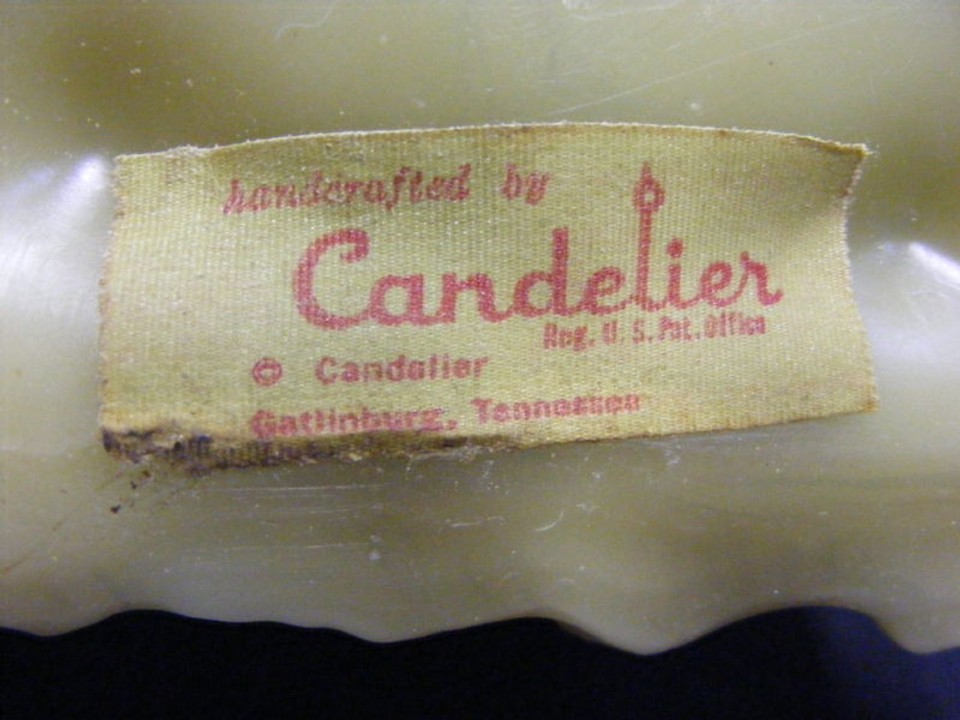 handcrafted by
Candelier
Reg. U.S. Pat. Office
© Candelier
Gatlinburg, Tennessee